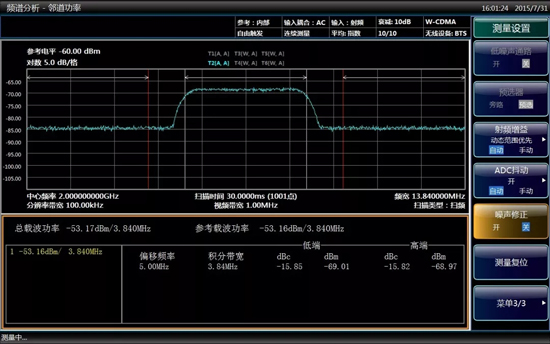 频谱分析 - 邻道功率
16:01:24 2015/7/31
参考：内部 输入耦合：AC 输入：射频 衰减：10dB W-CDMA
自由触发 连续测量 平均：指数 10/10 无线设备：BTS
参考电平 -60.00 dBm
对数 5.0 dB/格
T1[A, A] T3[W, A] T5[W, A]
T2[A, A] T4[W, A] T6[W, A]
-65.00
-70.00
-75.00
-80.00
-85.00
-90.00
-95.00
-100.00
-105.00
中心频率 2.000000000GHz 扫描时间 30.0000ms (1001点) 频宽 13.840000MHz
分辨率带宽 100.00kHz 视频带宽 1.00MHz 扫描类型：扫频
总载波功率 -53.17dBm/3.840MHz 参考载波功率 -53.16dBm/3.840MHz
1 -53.16dBm/ 3.840MHz
低端 高端
偏移频率 积分带宽 dBc dBm dBc dBm
5.00MHz 3.84MHz -15.85 -69.01 -15.82 -68.97
测量中...
测量设置
低噪声通路
开 关
预选器
旁路 预选
射频增益
动态范围优先
自动 手动
ADC抖动
开
自动 手动
噪声修正
开 关
测量复位
菜单3/3